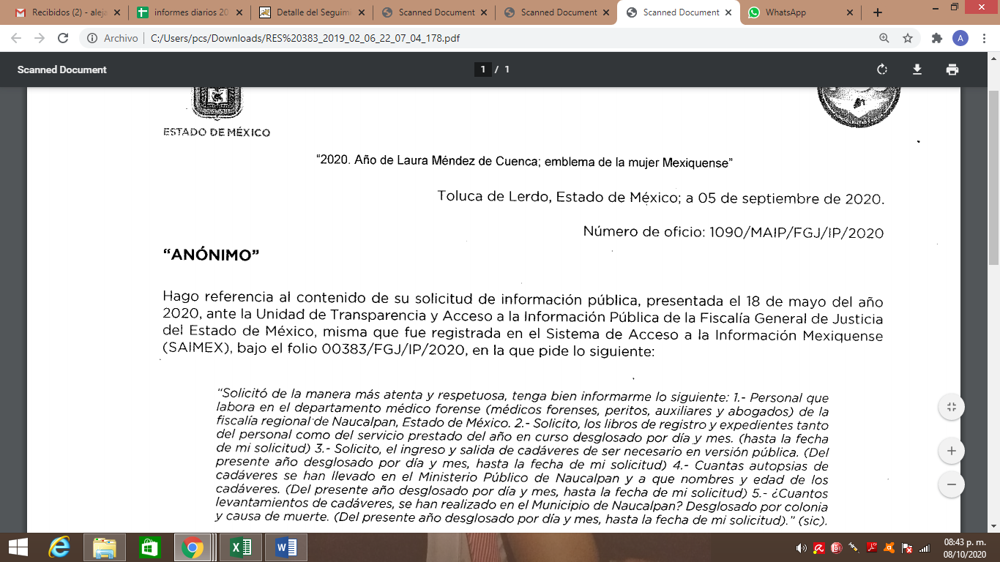 Recibidos (2) - aleja
informes diarios 20
Detalle del Seguimi
Scanned Document
Scanned Document
Scanned Document
WhatsApp
Archivo
C:/Users/pcs/Downloads/RES%20383_2019_02_06_22_07_04_178.pdf
A
Scanned Document
1 / 1
ESTADO DE MÉXICO
“2020. Año de Laura Méndez de Cuenca; emblema de la mujer Mexiquense”
Toluca de Lerdo, Estado de México; a 05 de septiembre de 2020.
Número de oficio: 1090/MAIP/FGJ/IP/2020
“ANÓNIMO”
Hago referencia al contenido de su solicitud de información pública, presentada el 18 de mayo del año
2020, ante la Unidad de Transparencia y Acceso a la Información Pública de la Fiscalía General de Justicia
del Estado de México, misma que fue registrada en el Sistema de Acceso a la Información Mexiquense
(SAIMEX), bajo el folio 00383/FGJ/IP/2020, en la que pide lo siguiente:
“Solicitó de la manera más atenta y respetuosa, tenga bien informarme lo siguiente: 1.- Personal que
labora en el departamento médico forense (médicos forenses, peritos, auxiliares y abogados) de la
fiscalía regional de Naucalpan, Estado de México. 2.- Solicito, los libros de registro y expedientes tanto
del personal como del servicio prestado del año en curso desglosado por día y mes. (hasta la fecha
de mi solicitud) 3.- Solicito, el ingreso y salida de cadáveres de ser necesario en versión pública. (Del
presente año desglosado por día y mes, hasta la fecha de mi solicitud) 4.- Cuantas autopsias de
cadáveres se han llevado en el Ministerio Público de Naucalpan y a que nombres y edad de los
cadáveres. (Del presente año desglosado por día y mes, hasta la fecha de mi solicitud) 5.- ¿Cuantos
levantamientos de cadáveres, se han realizado en el Municipio de Naucalpan? Desglosado por colonia
y causa de muerte. (Del presente año desglosado por día y mes, hasta la fecha de mi solicitud).” (sic).
08:43 p. m.
08/10/2020